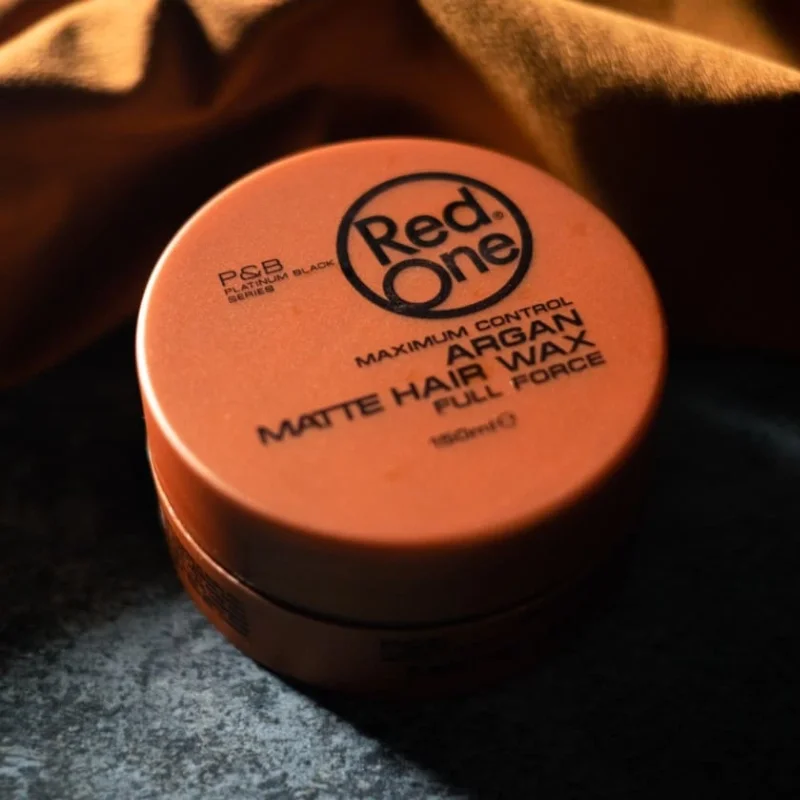 Red®
One
P&B
PLATINUM BLACK
SERIES
MAXIMUM CONTROL
ARGAN
MATTE HAIR WAX
FULL FORCE
150ml ℮